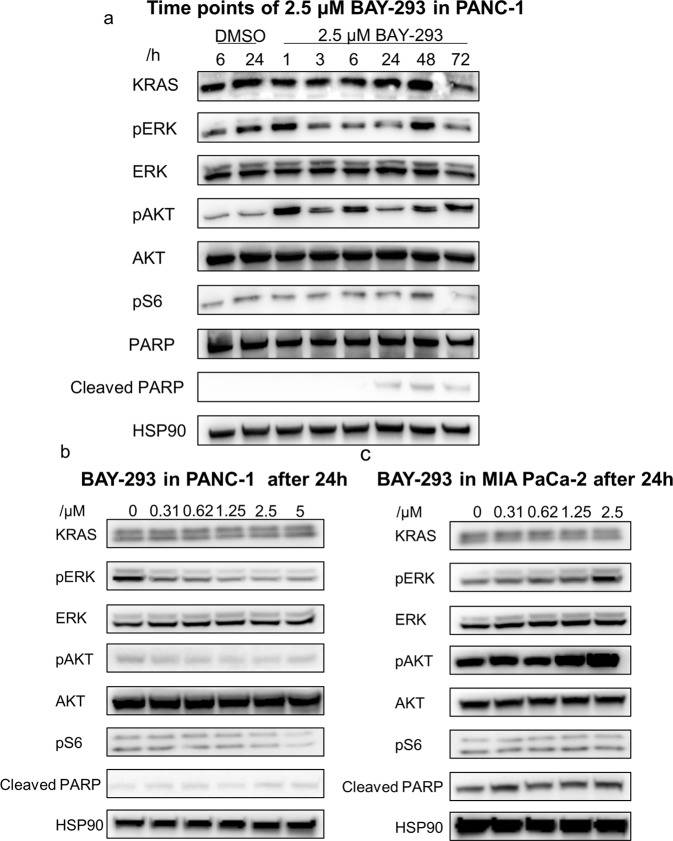 Time points of 2.5 µM BAY-293 in PANC-1
a
DMSO 2.5 µM BAY-293
/h 6 24 1 3 6 24 48 72
KRAS
pERK
ERK
pAKT
AKT
pS6
PARP
Cleaved PARP
HSP90
b
BAY-293 in PANC-1 after 24h
/µM 0 0.31 0.62 1.25 2.5 5
KRAS
pERK
ERK
pAKT
AKT
pS6
Cleaved PARP
HSP90
c
BAY-293 in MIA PaCa-2 after 24h
/µM 0 0.31 0.62 1.25 2.5
KRAS
pERK
ERK
pAKT
AKT
pS6
Cleaved PARP
HSP90